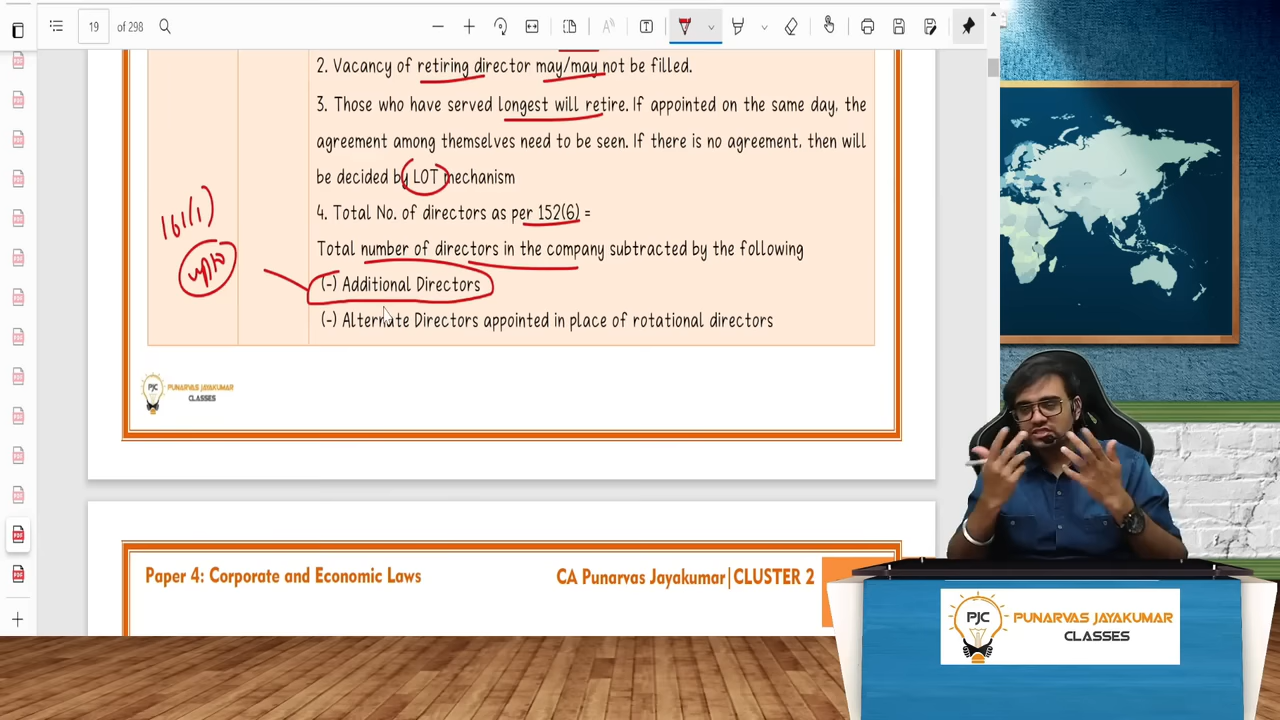 19 of 298
2. Vacancy of retiring director may/may not be filled.
3. Those who have served longest will retire. If appointed on the same day, the
agreement among themselves need to be seen. If there is no agreement, then will
be decided by LOT mechanism
4. Total No. of directors as per 152(6) =
Total number of directors in the company subtracted by the following
(-) Additional Directors
(-) Alternate Directors appointed in place of rotational directors
161(1)
upto
PJC PUNARVAS JAYAKUMAR
CLASSES
Paper 4: Corporate and Economic Laws
CA Punarvas Jayakumar|CLUSTER 2
PJC PUNARVAS JAYAKUMAR
CLASSES